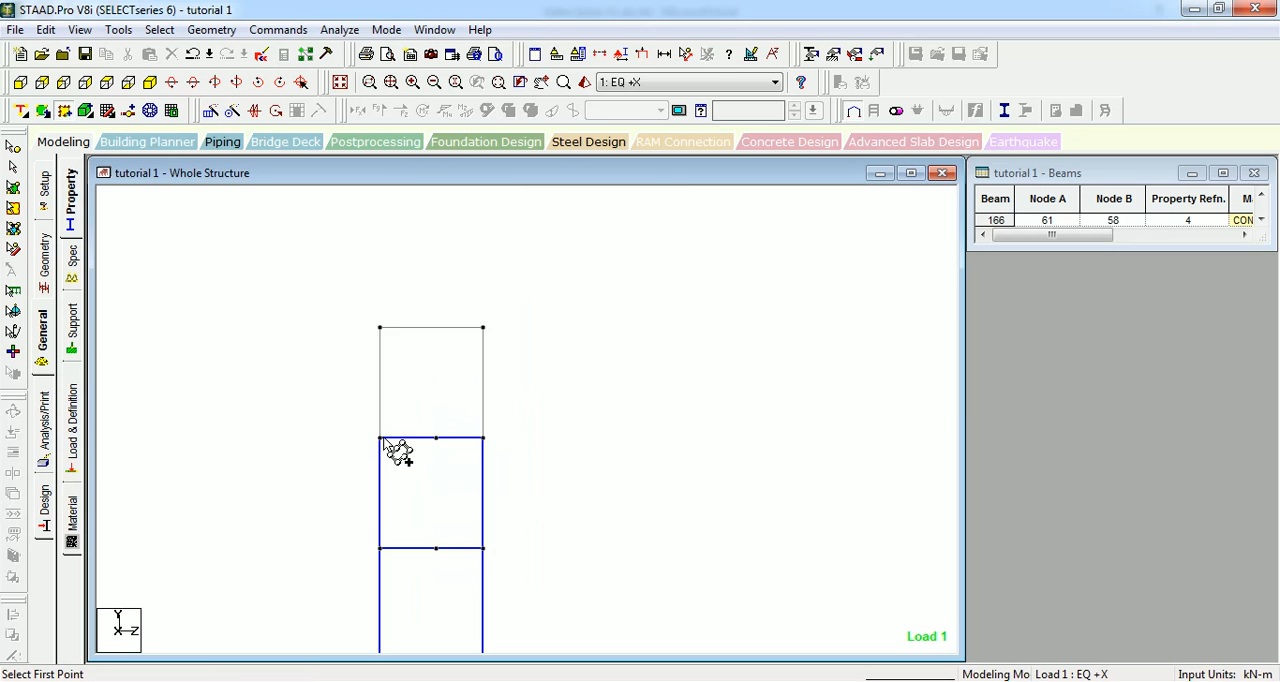 STAAD.Pro V8i (SELECTseries 6) - tutorial 1
File Edit View Tools Select Geometry Commands Analyze Mode Window Help
1: EQ +X
Modeling Building Planner Piping Bridge Deck Postprocessing Foundation Design Steel Design RAM Connection Concrete Design Advanced Slab Design Earthquake
Setup
Geometry
General
Analysis/Print
Design
Property
Spec
Support
Load & Definition
Material
tutorial 1 - Whole Structure
Y
X Z
Load 1
tutorial 1 - Beams
Beam Node A Node B Property Refn. M
166 61 58 4 CON
Select First Point
Modeling Mo Load 1 : EQ +X Input Units: kN-m